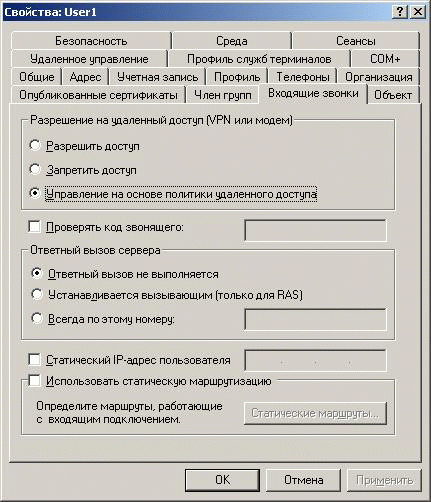 Свойства: User1
Безопасность Среда Сеансы
Удаленное управление Профиль служб терминалов COM+
Общие Адрес Учетная запись Профиль Телефоны Организация
Опубликованные сертификаты Член групп Входящие звонки Объект
Разрешение на удаленный доступ (VPN или модем)
Разрешить доступ
Запретить доступ
Управление на основе политики удаленного доступа
Проверять код звонящего:
Ответный вызов сервера
Ответный вызов не выполняется
Устанавливается вызывающим (только для RAS)
Всегда по этому номеру:
Статический IP-адрес пользователя
Использовать статическую маршрутизацию
Определите маршруты, работающие
с входящим подключением.
Статические маршруты...
OK Отмена Применить